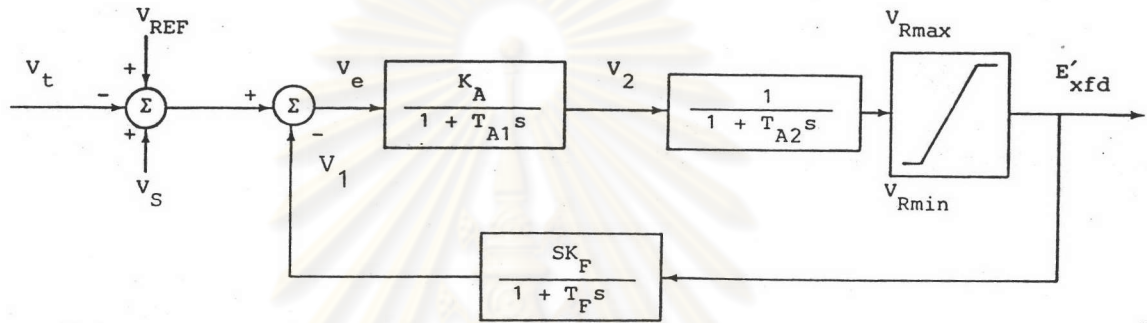 V_REF
V_Rmax
V_t
+
-
Σ
+
V_S
+
Σ
-
V_e
K_A
1 + T_A1 s
V_2
1
1 + T_A2 s
E'_xfd
V_1
V_Rmin
SK_F
1 + T_F s